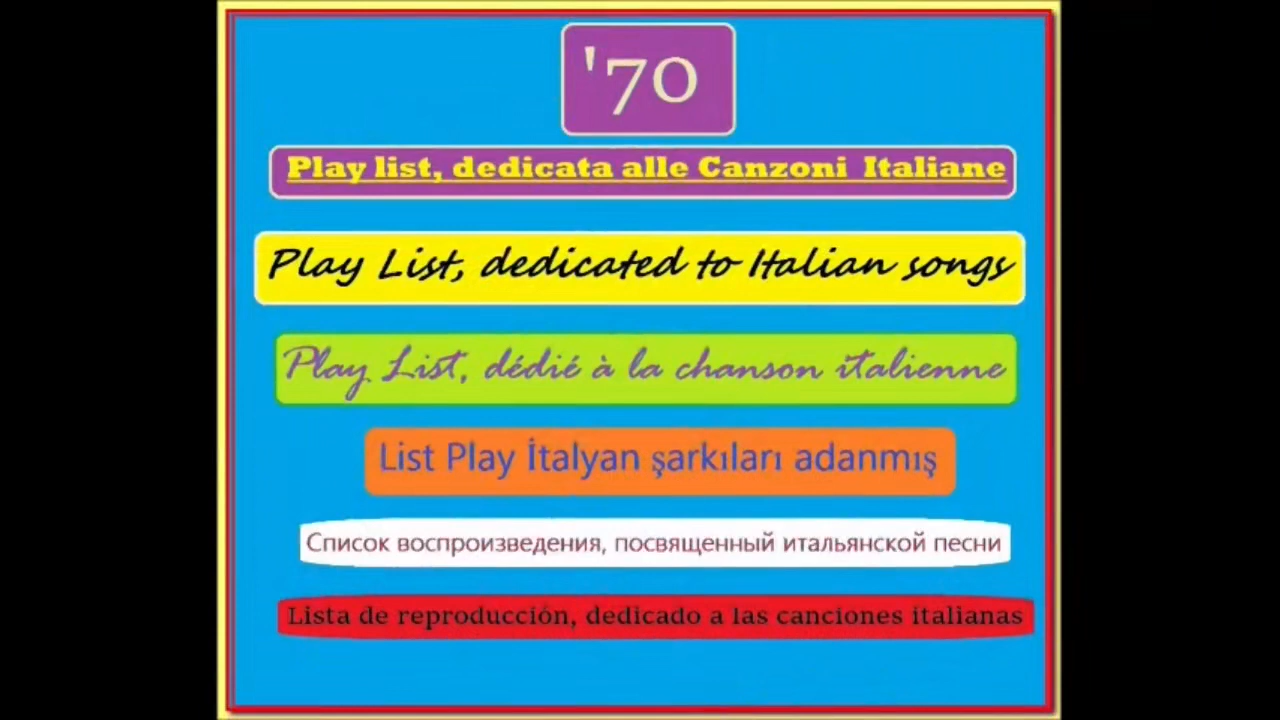 '70
Play list, dedicata alle Canzoni Italiane
Play List, dedicated to Italian songs
Play List, dédié à la chanson italienne
List Play İtalyan şarkıları adanmış
Список воспроизведения, посвященный итальянской песни
Lista de reproducción, dedicado a las canciones italianas